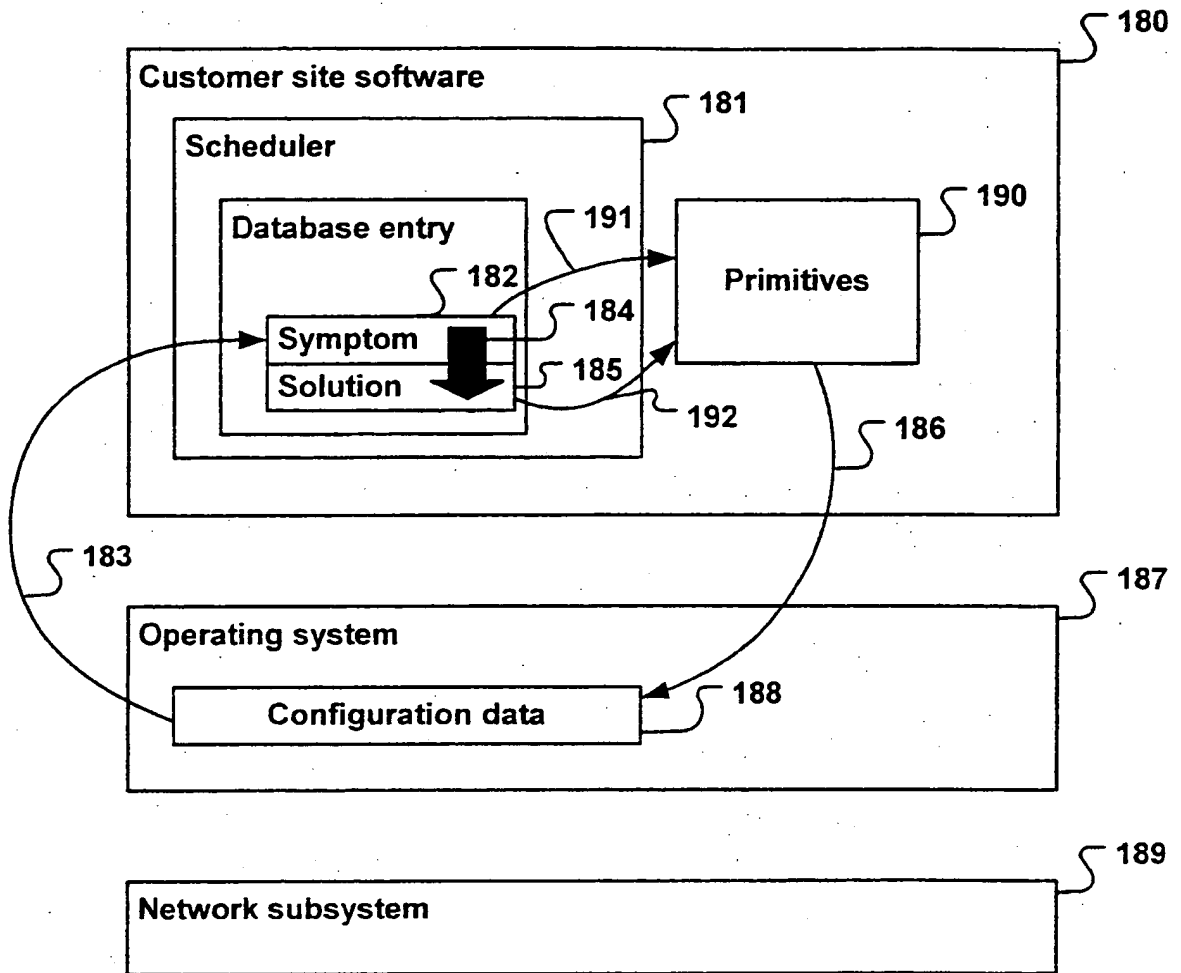 180
Customer site software
181
Scheduler
190
Database entry
191
Primitives
182
Symptom
184
Solution
185
192
186
183
187
Operating system
188
Configuration data
189
Network subsystem